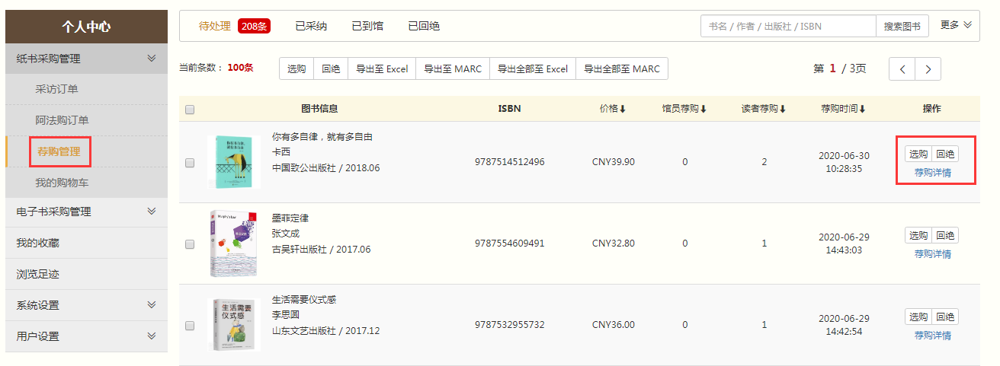 个人中心
纸书采购管理
采访订单
阿法购订单
荐购管理
我的购物车
电子书采购管理
我的收藏
浏览足迹
系统设置
用户设置
待处理 208条 已采纳 已到馆 已回绝 书名 / 作者 / 出版社 / ISBN 搜索图书 更多
当前条数： 100条 选购 回绝 导出至 Excel 导出至 MARC 导出全部至 Excel 导出全部至 MARC 第 1 / 3页
图书信息 ISBN 价格 馆员荐购 读者荐购 荐购时间 操作
你有多自律，就有多自由
卡西
中国致公出版社 / 2018.06
9787514512496 CNY39.90 0 2 2020-06-30
10:28:35
选购 回绝
荐购详情
墨菲定律
张文成
古吴轩出版社 / 2017.06
9787554609491 CNY32.80 0 1 2020-06-29
14:43:03
选购 回绝
荐购详情
生活需要
仪式感
生活需要仪式感
李思圆
山东文艺出版社 / 2017.12
9787532955732 CNY36.00 0 1 2020-06-29
14:42:54
选购 回绝
荐购详情